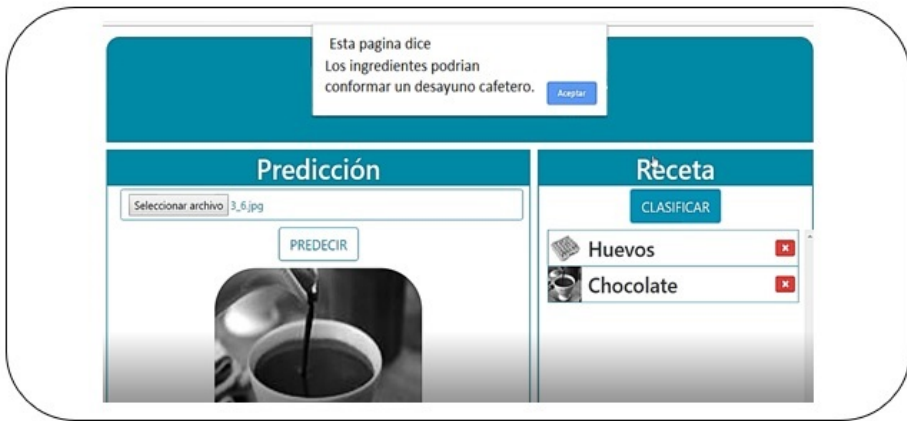 Esta pagina dice
Los ingredientes podrian
conformar un desayuno cafetero.
Aceptar
Predicción
Seleccionar archivo 3_6.jpg
PREDECIR
Receta
CLASIFICAR
Huevos
Chocolate